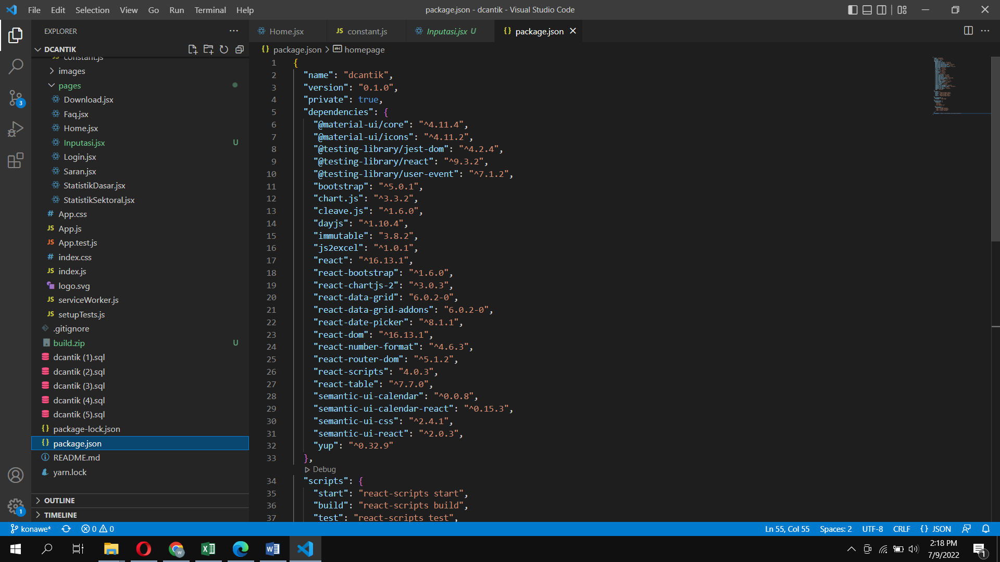 File Edit Selection View Go Run Terminal Help
package.json - dcantik - Visual Studio Code
EXPLORER
Home.jsx
JS constant.js
Inputasi.jsx U
{} package.json
DCANTIK
{} package.json > homepage
JS constant.js
images
pages
Download.jsx
Faq.jsx
Home.jsx
Inputasi.jsx U
Login.jsx
Saran.jsx
StatistikDasar.jsx
StatistikSektoral.jsx
# App.css
JS App.js
JS App.test.js
# index.css
JS index.js
logo.svg
JS serviceWorker.js
JS setupTests.js
.gitignore
build.zip U
dcantik (1).sql
dcantik (2).sql
dcantik (3).sql
dcantik (4).sql
dcantik (5).sql
{} package-lock.json
{} package.json
README.md
yarn.lock
OUTLINE
TIMELINE
3
1
1 {
2 "name": "dcantik",
3 "version": "0.1.0",
4 "private": true,
5 "dependencies": {
6 "@material-ui/core": "^4.11.4",
7 "@material-ui/icons": "^4.11.2",
8 "@testing-library/jest-dom": "^4.2.4",
9 "@testing-library/react": "^9.3.2",
10 "@testing-library/user-event": "^7.1.2",
11 "bootstrap": "^5.0.1",
12 "chart.js": "^3.3.2",
13 "cleave.js": "^1.6.0",
14 "dayjs": "^1.10.4",
15 "immutable": "3.8.2",
16 "js2excel": "^1.0.1",
17 "react": "^16.13.1",
18 "react-bootstrap": "^1.6.0",
19 "react-chartjs-2": "^3.0.3",
20 "react-data-grid": "6.0.2-0",
21 "react-data-grid-addons": "6.0.2-0",
22 "react-date-picker": "^8.1.1",
23 "react-dom": "^16.13.1",
24 "react-number-format": "^4.6.3",
25 "react-router-dom": "^5.1.2",
26 "react-scripts": "4.0.3",
27 "react-table": "^7.7.0",
28 "semantic-ui-calendar": "^0.0.8",
29 "semantic-ui-calendar-react": "^0.15.3",
30 "semantic-ui-css": "^2.4.1",
31 "semantic-ui-react": "^2.0.3",
32 "yup": "^0.32.9"
33 },
Debug
34 "scripts": {
35 "start": "react-scripts start",
36 "build": "react-scripts build",
37 "test": "react-scripts test",
konawe* 0 0
Ln 55, Col 55 Spaces: 2 UTF-8 CRLF {} JSON
2:18 PM
7/9/2022
1